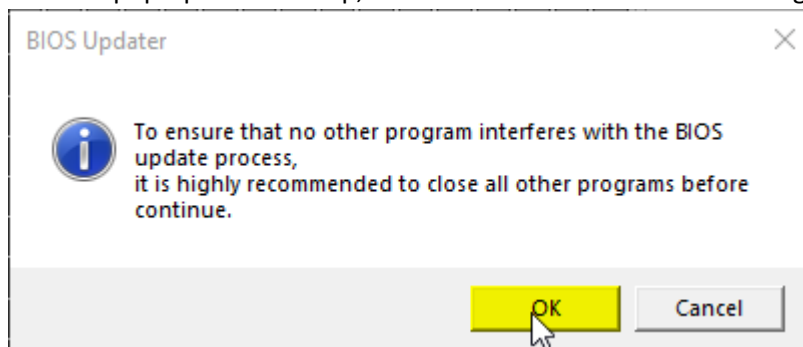 BIOS Updater
To ensure that no other program interferes with the BIOS
update process,
it is highly recommended to close all other programs before
continue.
OK
Cancel